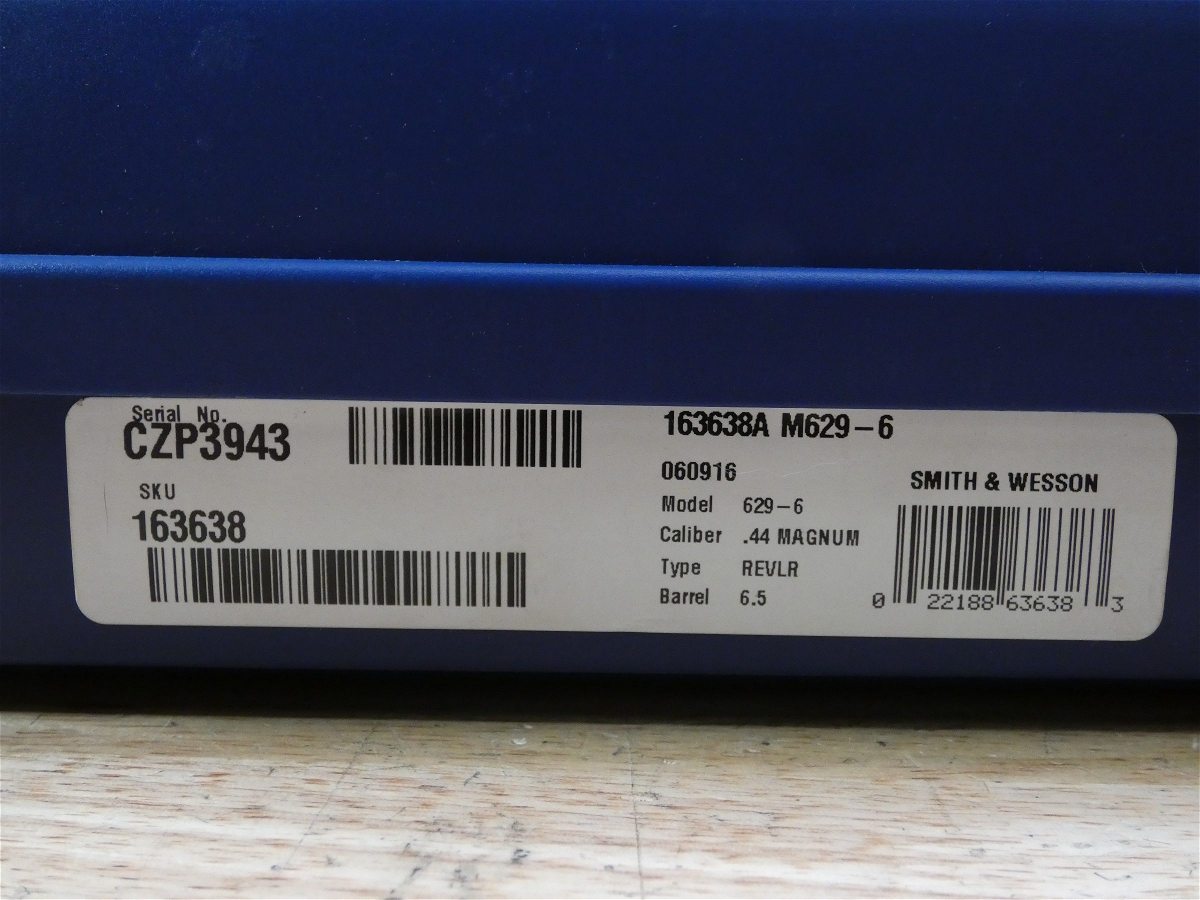 Serial No.
CZP3943
SKU
163638
163638A M629-6
060916
Model 629-6
Caliber .44 MAGNUM
Type REVLR
Barrel 6.5
SMITH & WESSON
0 22188 63638 3